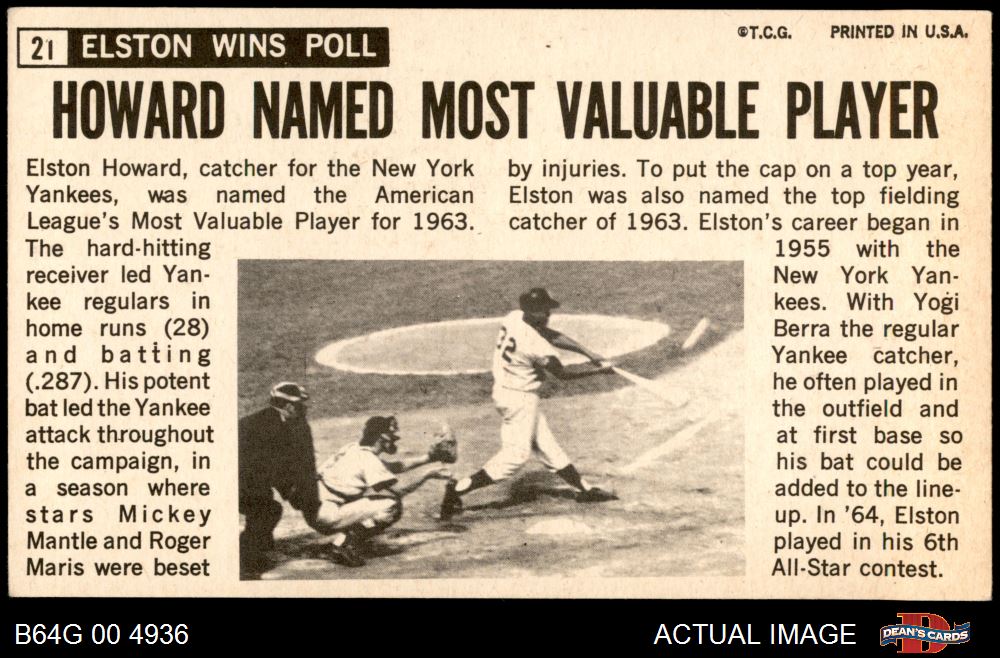 21 ELSTON WINS POLL
©T.C.G. PRINTED IN U.S.A.
HOWARD NAMED MOST VALUABLE PLAYER
Elston Howard, catcher for the New York
Yankees, was named the American
League's Most Valuable Player for 1963.
The hard-hitting
receiver led Yan-
kee regulars in
home runs (28)
and batting
(.287). His potent
bat led the Yankee
attack throughout
the campaign, in
a season where
stars Mickey
Mantle and Roger
Maris were beset
by injuries. To put the cap on a top year,
Elston was also named the top fielding
catcher of 1963. Elston's career began in
1955 with the
New York Yan-
kees. With Yogi
Berra the regular
Yankee catcher,
he often played in
the outfield and
at first base so
his bat could be
added to the line-
up. In '64, Elston
played in his 6th
All-Star contest.
32
B64G 00 4936
ACTUAL IMAGE
D
DEAN'S CARDS